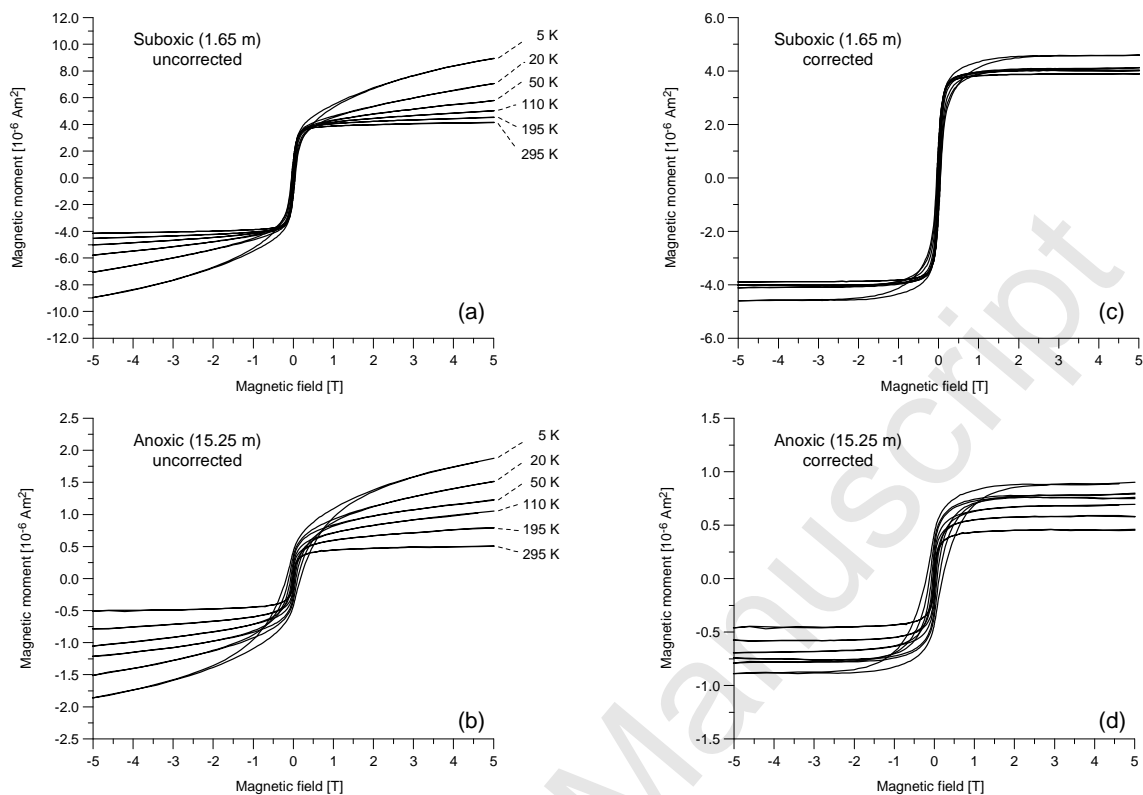 12.0
10.0
8.0
6.0
4.0
2.0
0.0
-2.0
-4.0
-6.0
-8.0
-10.0
-12.0
Magnetic moment [10-6 Am2]
Suboxic (1.65 m)
uncorrected
5 K
20 K
50 K
110 K
195 K
295 K
(a)
-5 -4 -3 -2 -1 0 1 2 3 4 5
Magnetic field [T]
6.0
4.0
2.0
0.0
-2.0
-4.0
-6.0
Magnetic moment [10-6 Am2]
Suboxic (1.65 m)
corrected
(c)
-5 -4 -3 -2 -1 0 1 2 3 4 5
Magnetic field [T]
2.5
2.0
1.5
1.0
0.5
0.0
-0.5
-1.0
-1.5
-2.0
-2.5
Magnetic moment [10-6 Am2]
Anoxic (15.25 m)
uncorrected
5 K
20 K
50 K
110 K
195 K
295 K
(b)
-5 -4 -3 -2 -1 0 1 2 3 4 5
Magnetic field [T]
1.5
1.0
0.5
0.0
-0.5
-1.0
-1.5
Magnetic moment [10-6 Am2]
Anoxic (15.25 m)
corrected
(d)
-5 -4 -3 -2 -1 0 1 2 3 4 5
Magnetic field [T]
Manuscript